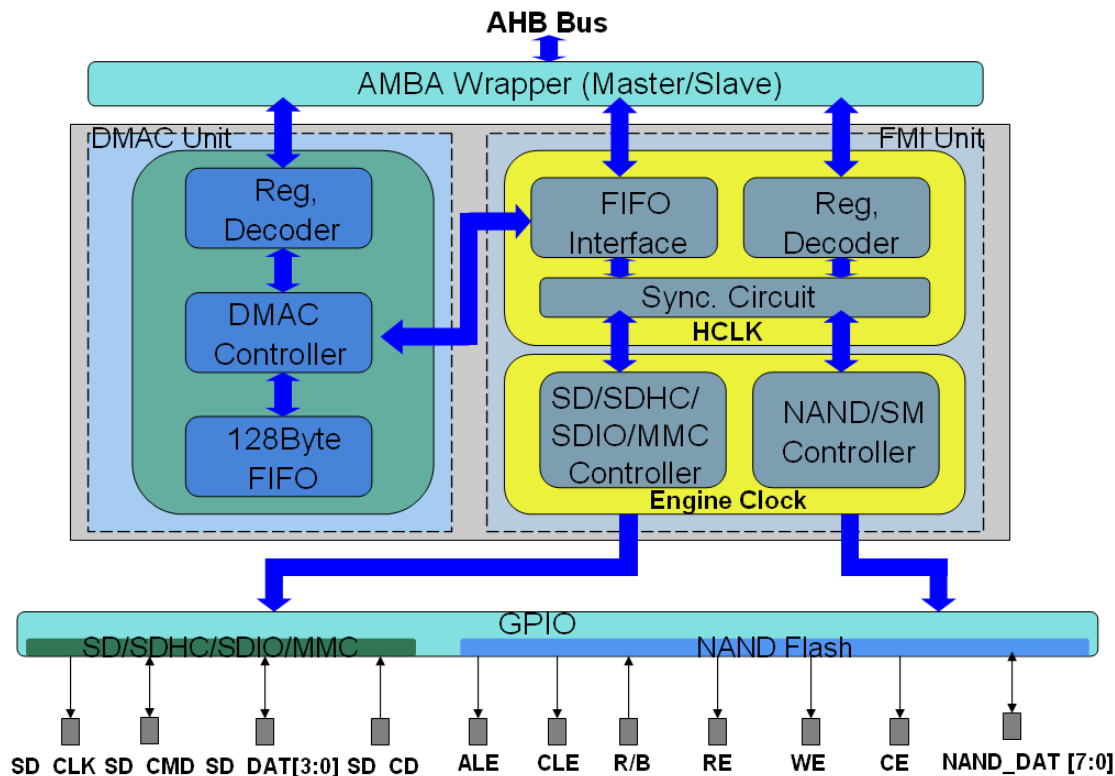 AHB Bus
AMBA Wrapper (Master/Slave)
DMAC Unit
FMI Unit
Reg,
Decoder
DMAC
Controller
128Byte
FIFO
FIFO
Interface
Reg,
Decoder
Sync. Circuit
HCLK
SD/SDHC/
SDIO/MMC
Controller
NAND/SM
Controller
Engine Clock
GPIO
SD/SDHC/SDIO/MMC
NAND Flash
SD CLK SD CMD SD DAT[3:0] SD CD ALE CLE R/B RE WE CE NAND_DAT [7:0]